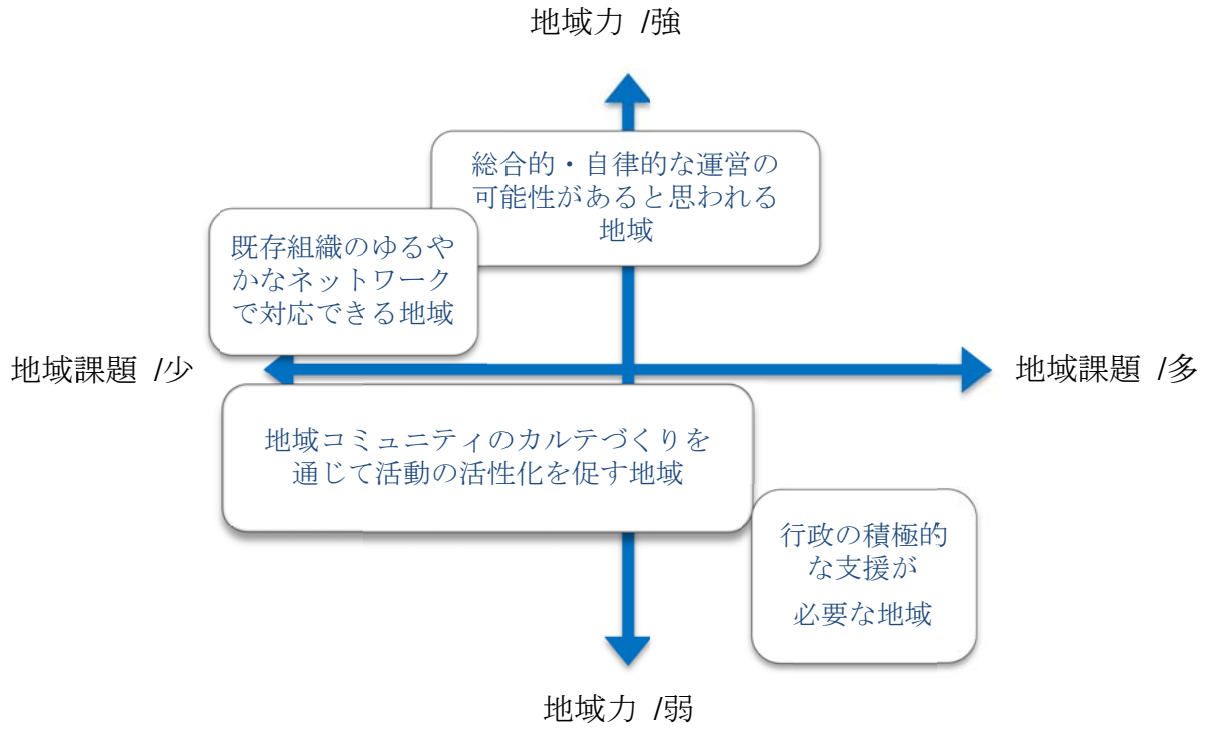 地域力 /強
総合的・自律的な運営の
可能性があると思われる
地域
既存組織のゆるや
かなネットワーク
で対応できる地域
地域課題 /少
地域課題 /多
地域コミュニティのカルテづくりを
通じて活動の活性化を促す地域
行政の積極的
な支援が
必要な地域
地域力 /弱